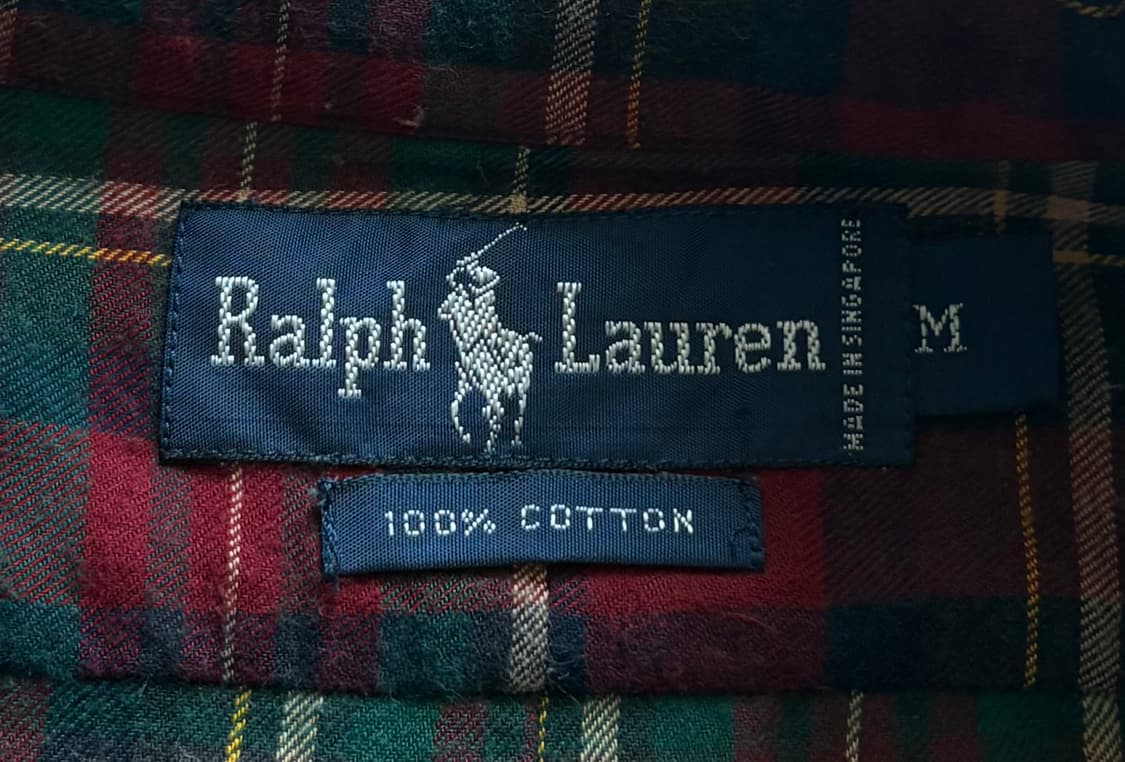 Ralph Lauren
MADE IN SINGAPORE
M
100% COTTON